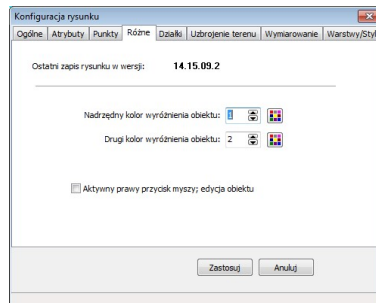 Konfiguracja rysunku
Ogólne Atrybuty Punkty Różne Działki Uzbrojenie terenu Wymiarowanie Warstwy/Styl
Ostatni zapis rysunku w wersji: 14.15.09.2
Nadrzędny kolor wyróżnienia obiektu: 1
Drugi kolor wyróżnienia obiektu: 2
Aktywny prawy przycisk myszy; edycja obiektu
Zastosuj Anuluj